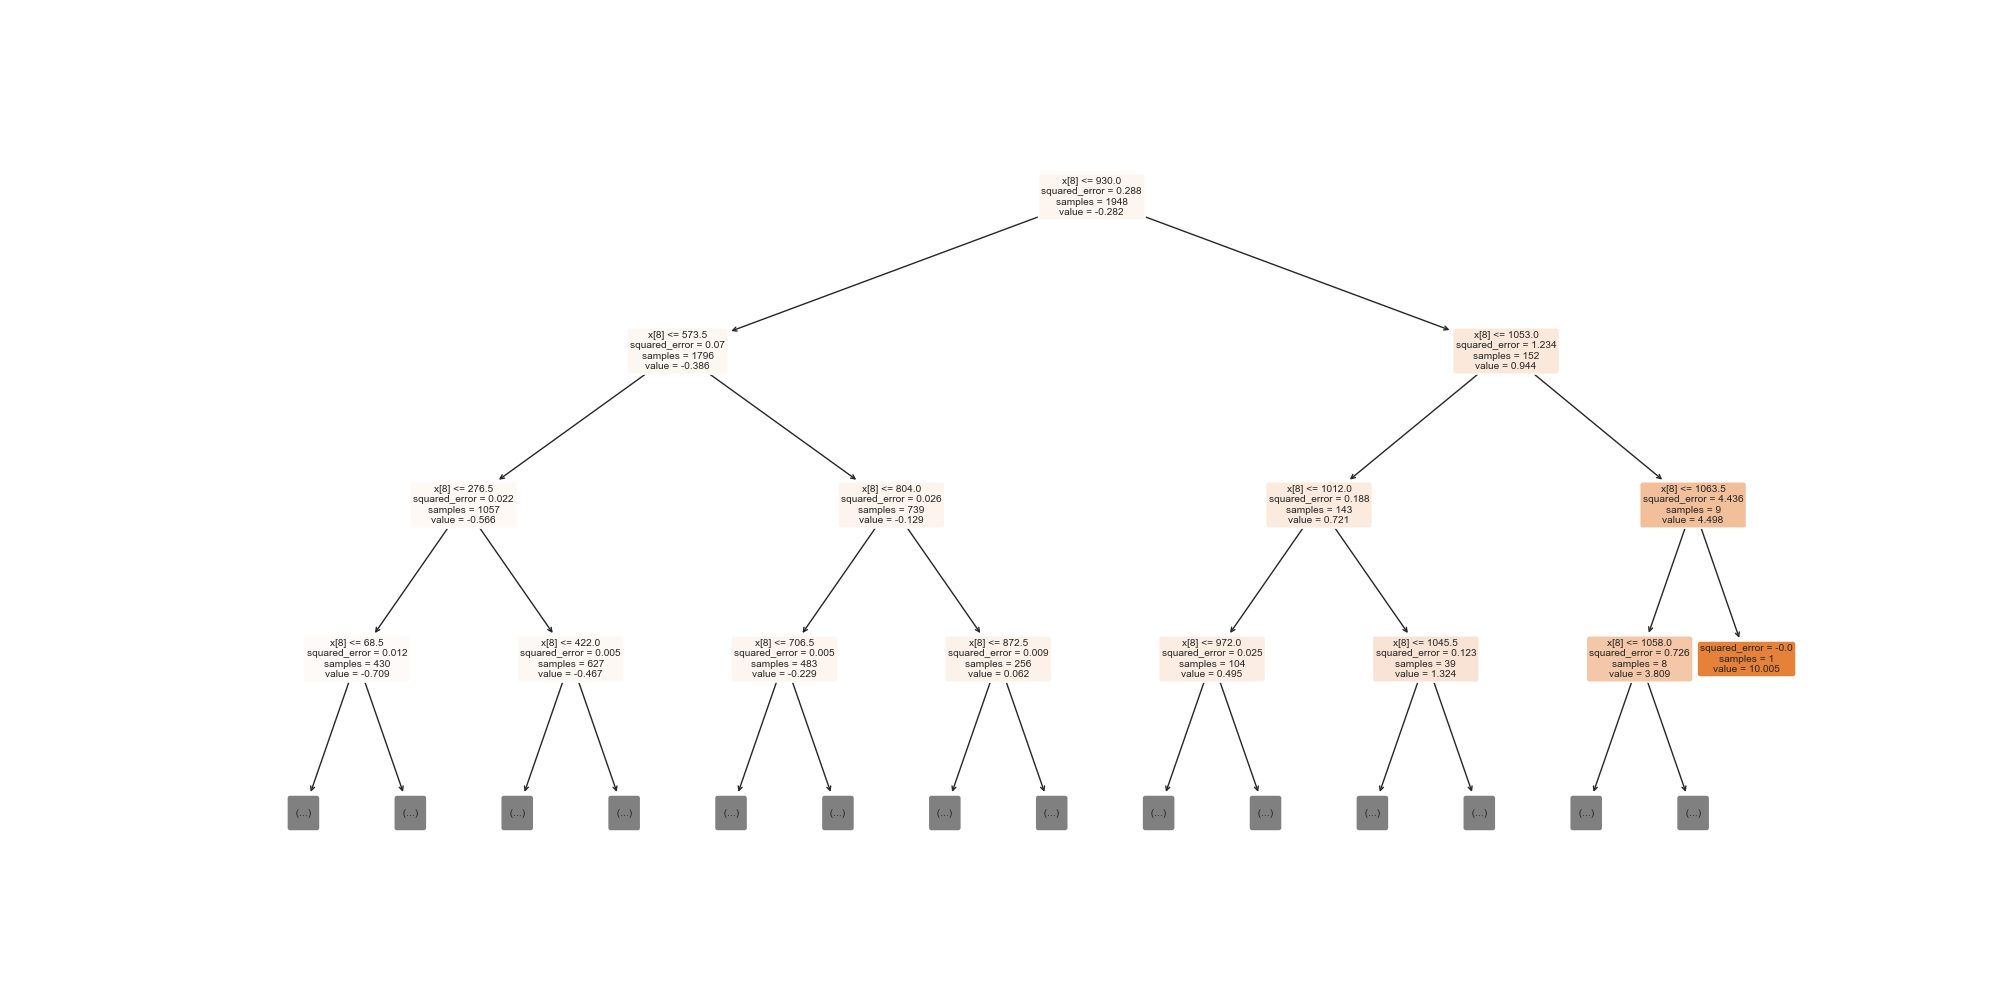 x[8] <= 930.0
squared_error = 0.288
samples = 1948
value = -0.282
x[8] <= 573.5
squared_error = 0.07
samples = 1796
value = -0.386
x[8] <= 1053.0
squared_error = 1.234
samples = 152
value = 0.944
x[8] <= 276.5
squared_error = 0.022
samples = 1057
value = -0.566
x[8] <= 804.0
squared_error = 0.026
samples = 739
value = -0.129
x[8] <= 1012.0
squared_error = 0.188
samples = 143
value = 0.721
x[8] <= 1063.5
squared_error = 4.436
samples = 9
value = 4.498
x[8] <= 68.5
squared_error = 0.012
samples = 430
value = -0.709
x[8] <= 422.0
squared_error = 0.005
samples = 627
value = -0.467
x[8] <= 706.5
squared_error = 0.005
samples = 483
value = -0.229
x[8] <= 872.5
squared_error = 0.009
samples = 256
value = 0.062
x[8] <= 972.0
squared_error = 0.025
samples = 104
value = 0.495
x[8] <= 1045.5
squared_error = 0.123
samples = 39
value = 1.324
x[8] <= 1058.0
squared_error = 0.726
samples = 8
value = 3.809
squared_error = -0.0
samples = 1
value = 10.005
(...)
(...)
(...)
(...)
(...)
(...)
(...)
(...)
(...)
(...)
(...)
(...)
(...)
(...)